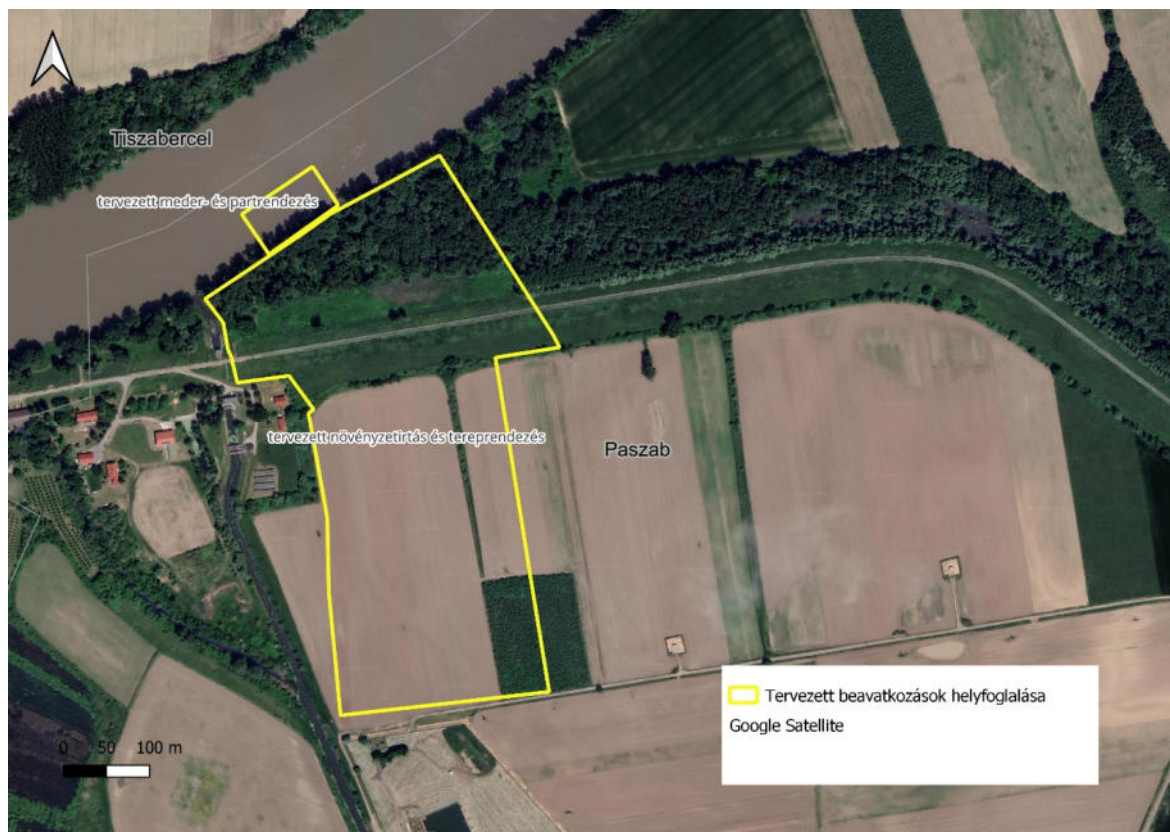 Tiszabercel
tervezett meder- és partrendezés
tervezett növényzetirtás és tereprendezés
Paszab
Tervezett beavatkozások helyfoglalása
Google Satellite
0 50 100 m